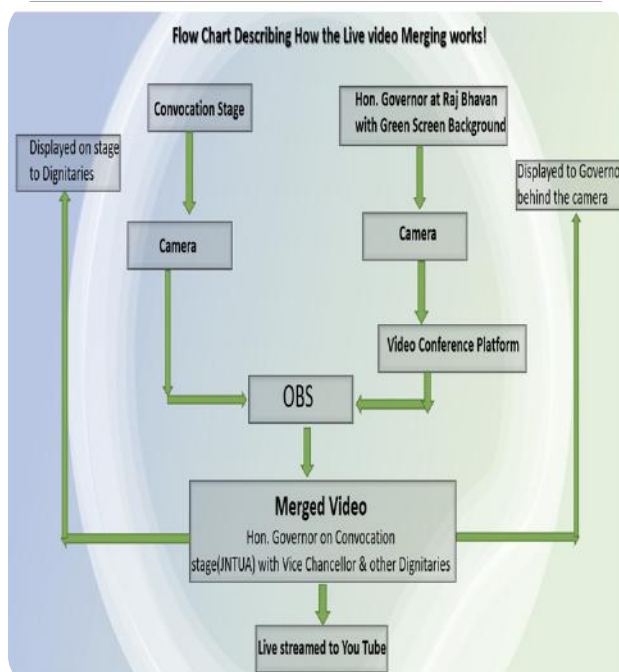 Flow Chart Describing How the Live video Merging works!
Convocation Stage
Hon. Governor at Raj Bhavan
with Green Screen Background
Displayed on stage
to Dignitaries
Displayed to Governo
behind the camera
Camera
Camera
Video Conference Platform
OBS
Merged Video
Hon. Governor on Convocation
stage(JNTUA) with Vice Chancellor & other Dignitaries
Live streamed to You Tube